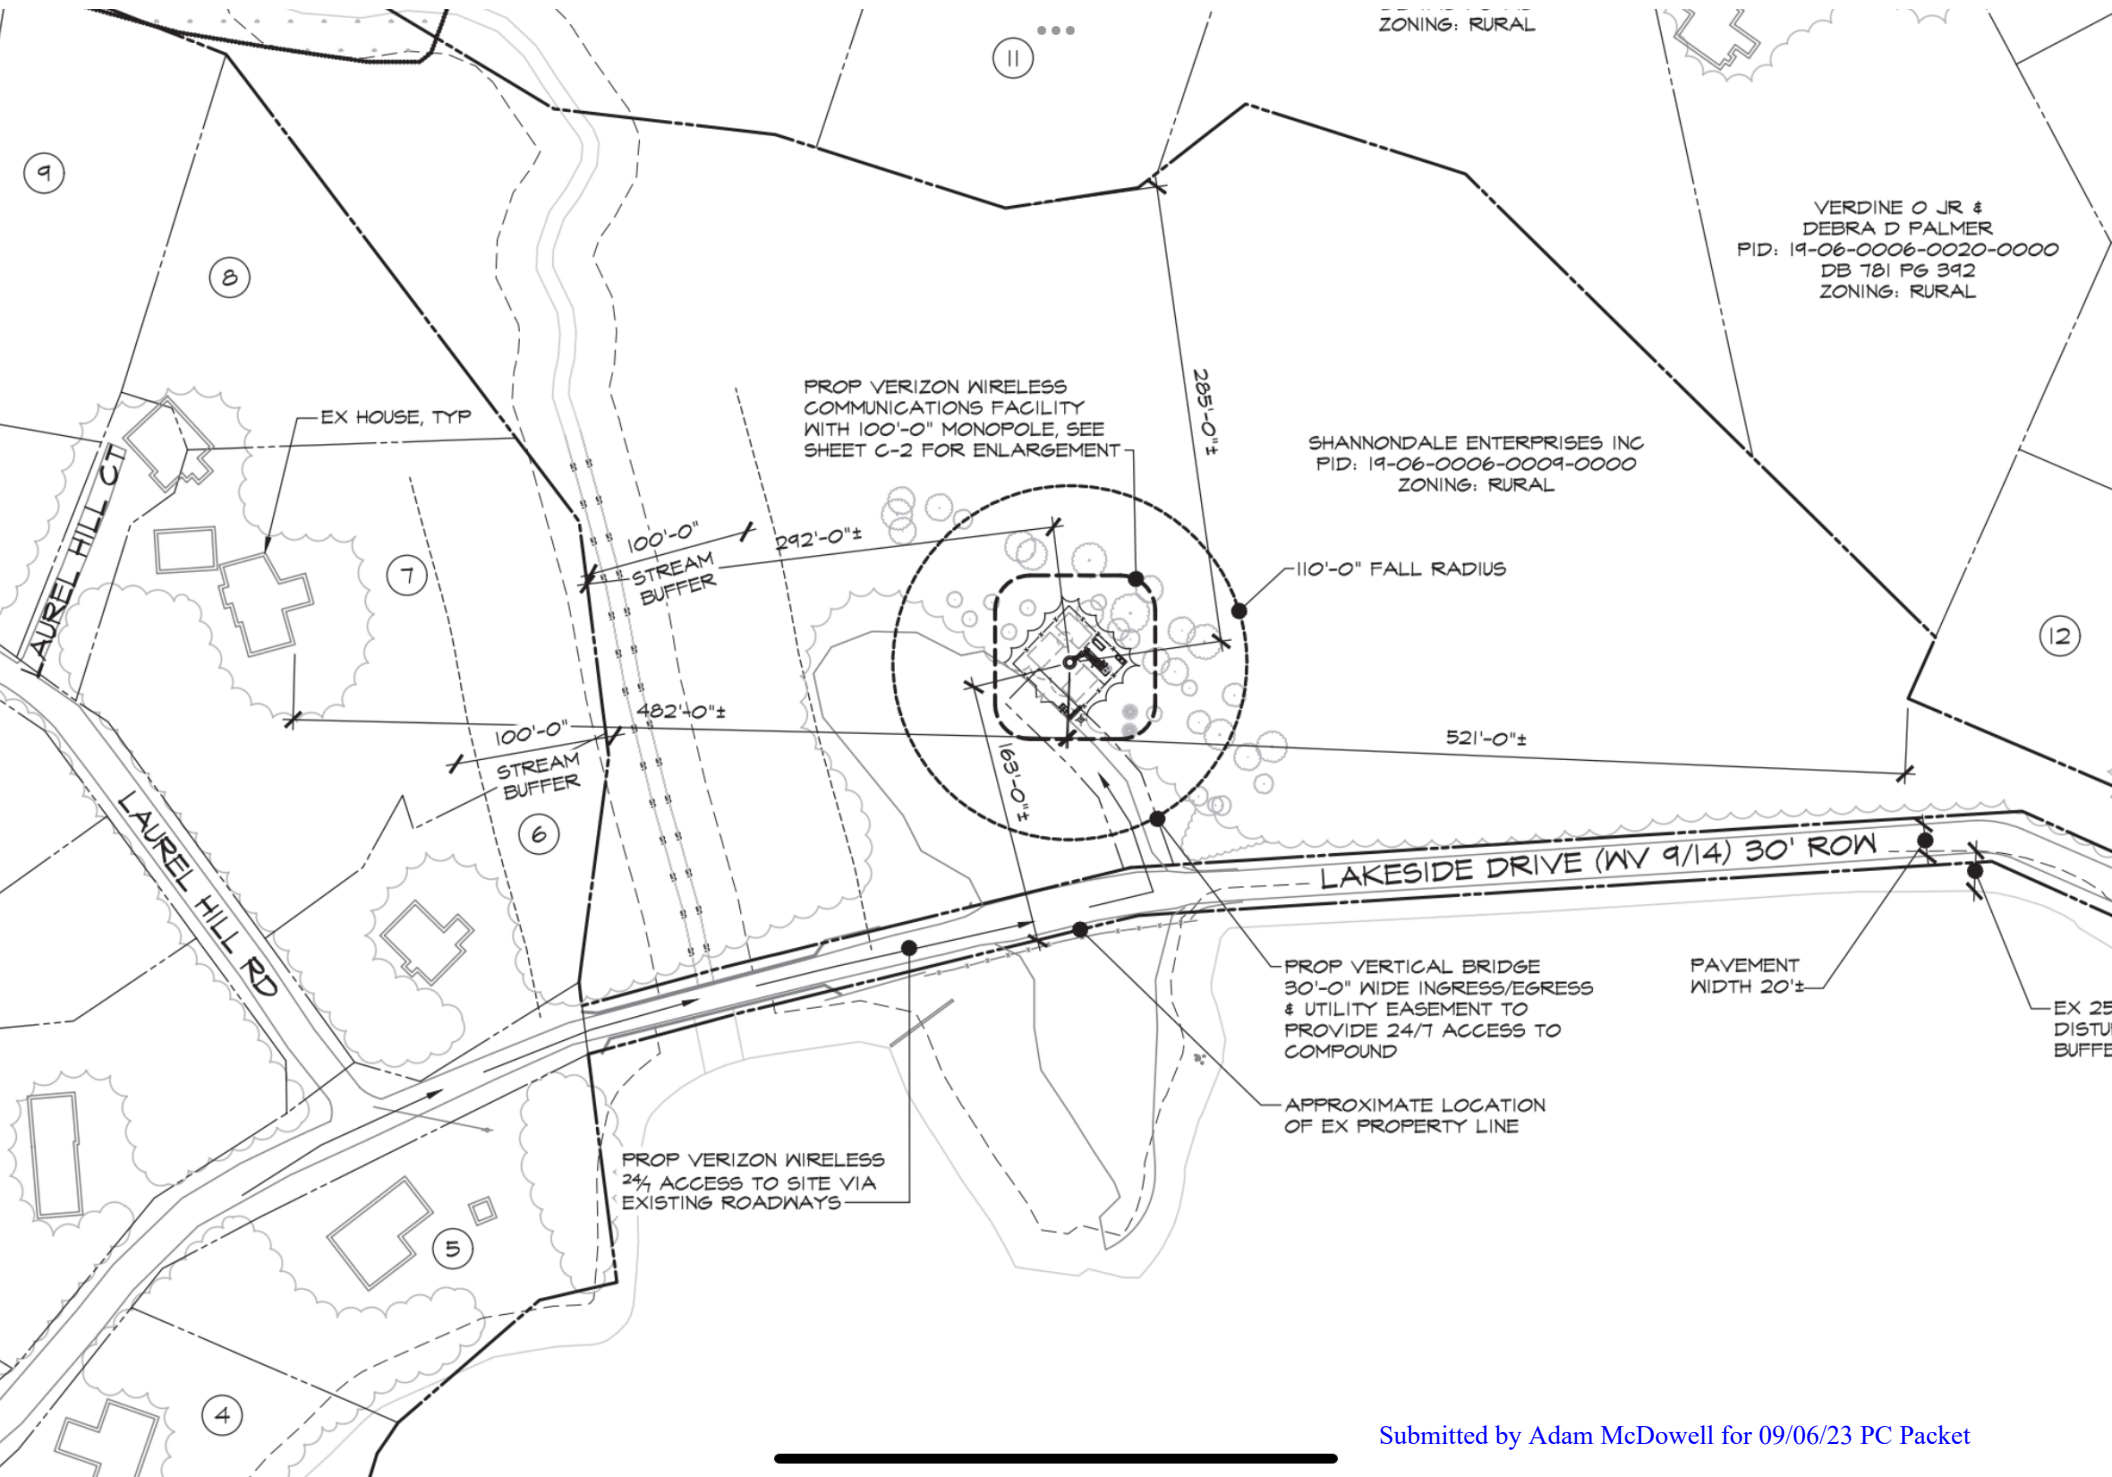 ZONING: RURAL
11
9
8
VERDINE O JR &
DEBRA D PALMER
PID: 19-06-0006-0020-0000
DB 781 PG 392
ZONING: RURAL
EX HOUSE, TYP
PROP VERIZON WIRELESS
COMMUNICATIONS FACILITY
WITH 100'-0" MONOPOLE, SEE
SHEET C-2 FOR ENLARGEMENT
285'-0"±
SHANNONDALE ENTERPRISES INC
PID: 19-06-0006-0009-0000
ZONING: RURAL
LAUREL HILL CT
100'-0"
STREAM
BUFFER
292'-0"±
110'-0" FALL RADIUS
7
12
482'-0"±
100'-0"
STREAM
BUFFER
521'-0"±
163'-0"±
6
LAUREL HILL RD
LAKESIDE DRIVE (WV 9/14) 30' ROW
PROP VERTICAL BRIDGE
30'-0" WIDE INGRESS/EGRESS
& UTILITY EASEMENT TO
PROVIDE 24/7 ACCESS TO
COMPOUND
PAVEMENT
WIDTH 20'±
EX 25
DISTU
BUFFE
APPROXIMATE LOCATION
OF EX PROPERTY LINE
PROP VERIZON WIRELESS
24/7 ACCESS TO SITE VIA
EXISTING ROADWAYS
5
4
Submitted by Adam McDowell for 09/06/23 PC Packet